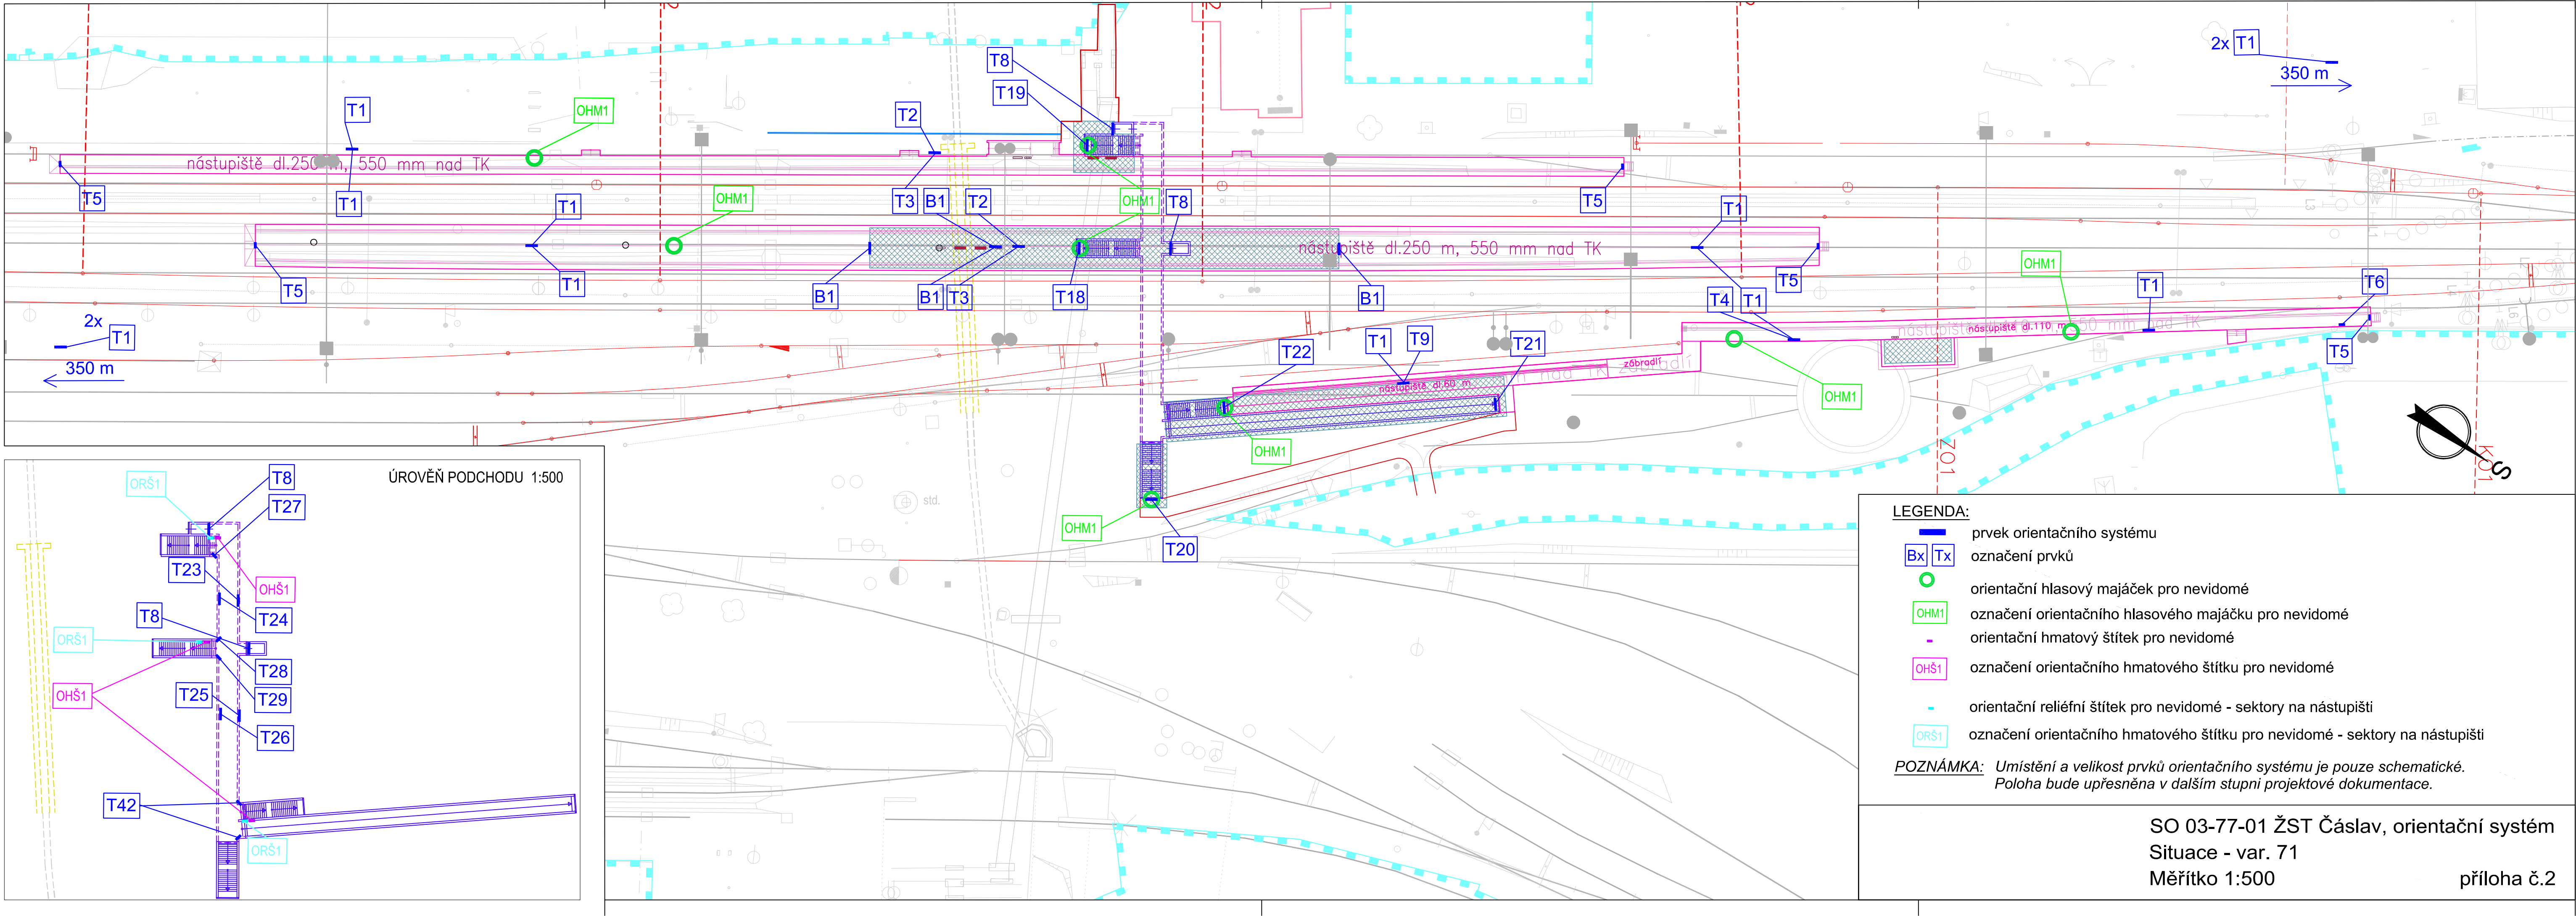 2x T1
350 m
T8
T19
T1
OHM1
T2
nástupiště dl.250 m, 550 mm nad TK
T5
T1
OHM1
T1
T3
B1
T2
OHM1
T8
T5
T1
nástupiště dl.250 m, 550 mm nad TK
OHM1
T5
T1
B1
B1
T3
T18
B1
T5
T4
T1
T1
T6
2x
T1
350 m
T22
T1
T9
T21
nástupiště dl.110 m
T5
zábradlí
nástupiště dl.60 m
OHM1
OHM1
Z01
K01
S
OHM1
T20
std.
ÚROVĚŇ PODCHODU 1:500
ORŠ1
T8
T27
T23
OHŠ1
T8
T24
ORŠ1
T28
OHŠ1
T25
T29
T26
T42
ORŠ1
LEGENDA:
prvek orientačního systému
Bx Tx označení prvků
orientační hlasový majáček pro nevidomé
OHM1 označení orientačního hlasového majáčku pro nevidomé
orientační hmatový štítek pro nevidomé
OHŠ1 označení orientačního hmatového štítku pro nevidomé
orientační reliéfní štítek pro nevidomé - sektory na nástupišti
ORŠ1 označení orientačního hmatového štítku pro nevidomé - sektory na nástupišti
POZNÁMKA: Umístění a velikost prvků orientačního systému je pouze schematické.
Poloha bude upřesněna v dalším stupni projektové dokumentace.
SO 03-77-01 ŽST Čáslav, orientační systém
Situace - var. 71
Měřítko 1:500 příloha č.2